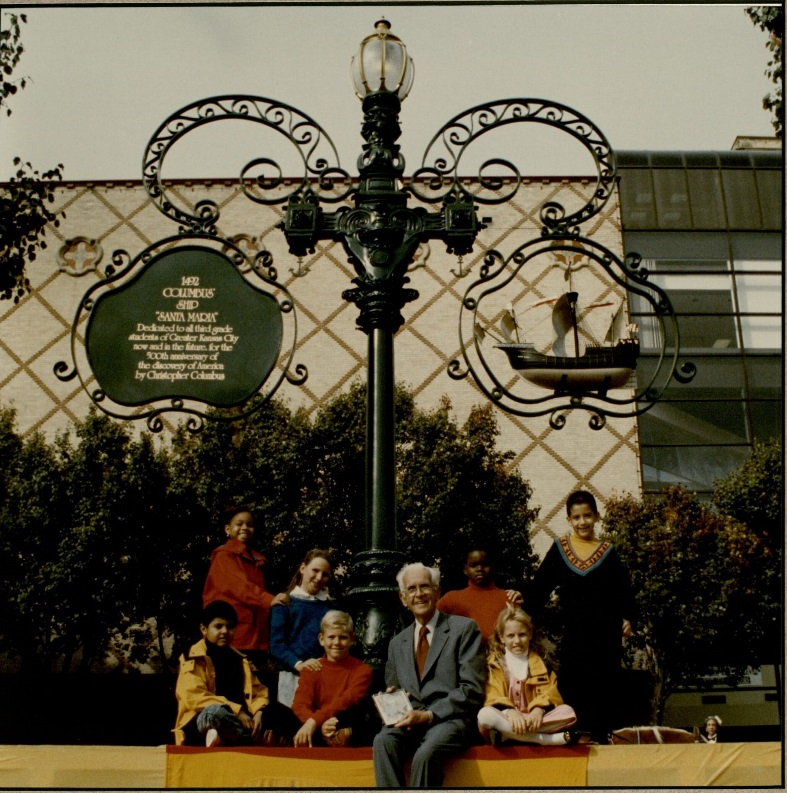 1492
COLUMBUS'
SHIP
"SANTA MARIA"
Dedicated to all third grade
students of Greater Kansas City
now and in the future, for the
500th anniversary of
the discovery of America
by Christopher Columbus